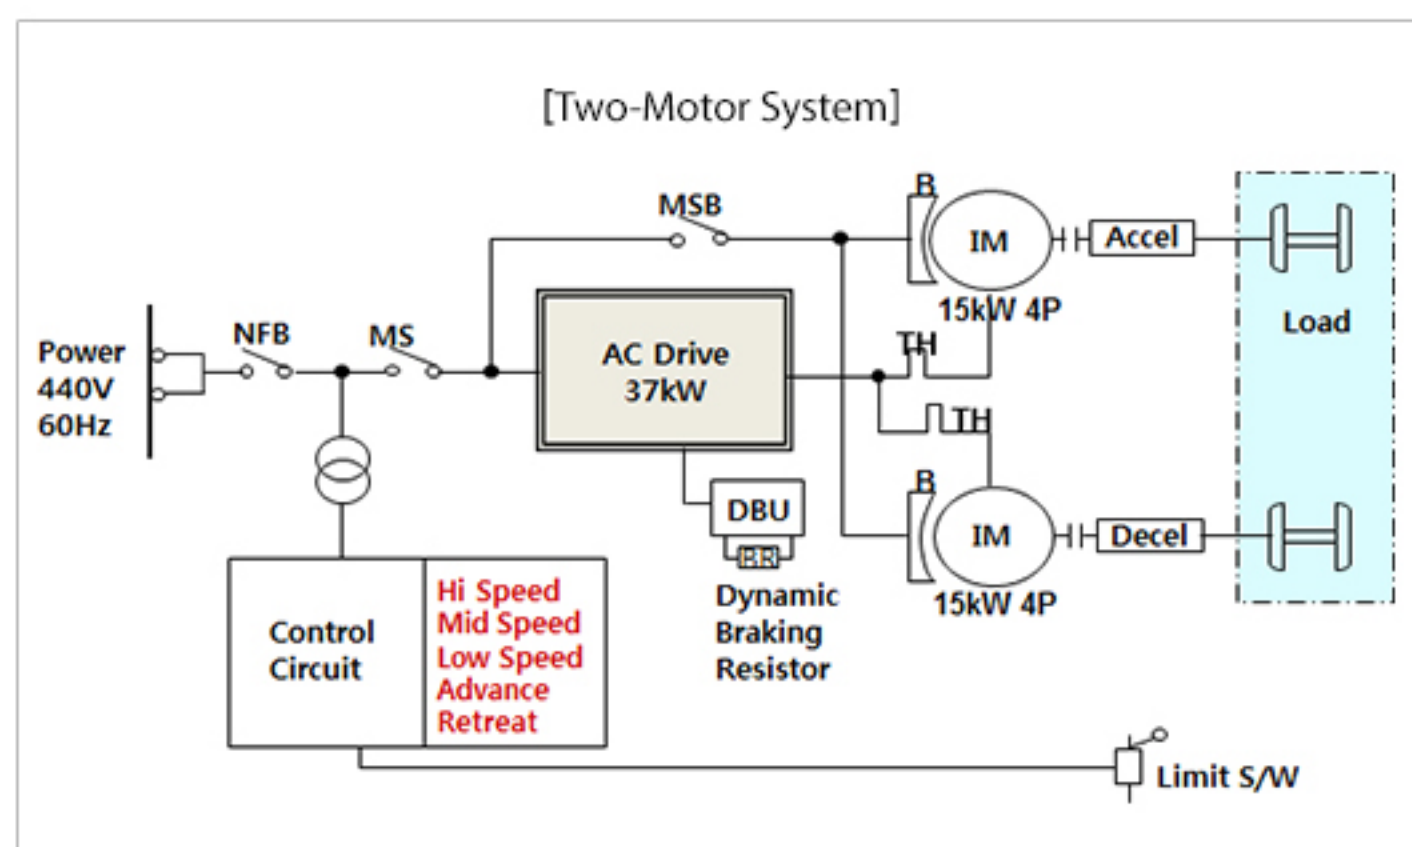 [Two-Motor System]
MSB
B
IM
Accel
15kW 4P
Load
NFB
MS
Power
440V
60Hz
AC Drive
37kW
TH
TH
B
IM
Decel
15kW 4P
DBU
BR
Dynamic
Braking
Resistor
Control
Circuit
Hi Speed
Mid Speed
Low Speed
Advance
Retreat
Limit S/W